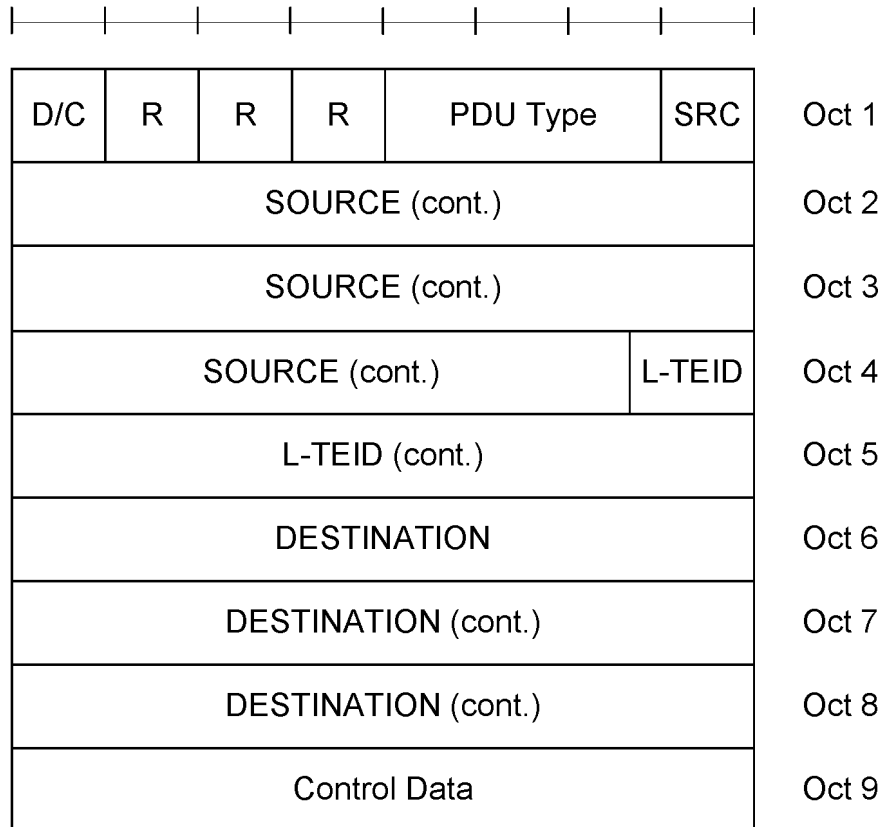 D/C R R R PDU Type SRC Oct 1
SOURCE (cont.) Oct 2
SOURCE (cont.) Oct 3
SOURCE (cont.) L-TEID Oct 4
L-TEID (cont.) Oct 5
DESTINATION Oct 6
DESTINATION (cont.) Oct 7
DESTINATION (cont.) Oct 8
Control Data Oct 9